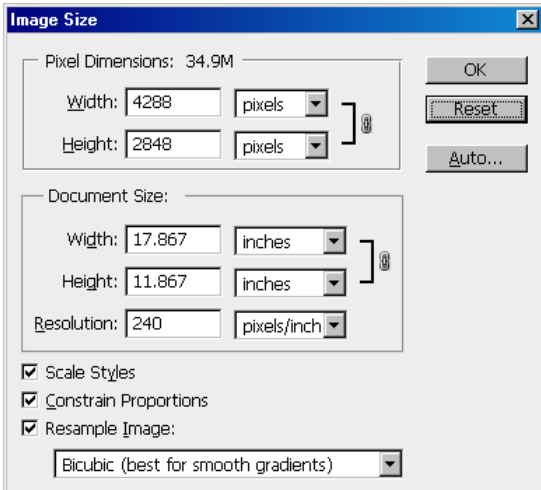 Image Size
Pixel Dimensions: 34.9M
OK
Width: 4288 pixels
Reset
Height: 2848 pixels
Auto...
Document Size:
Width: 17.867 inches
Height: 11.867 inches
Resolution: 240 pixels/inch
Scale Styles
Constrain Proportions
Resample Image:
Bicubic (best for smooth gradients)